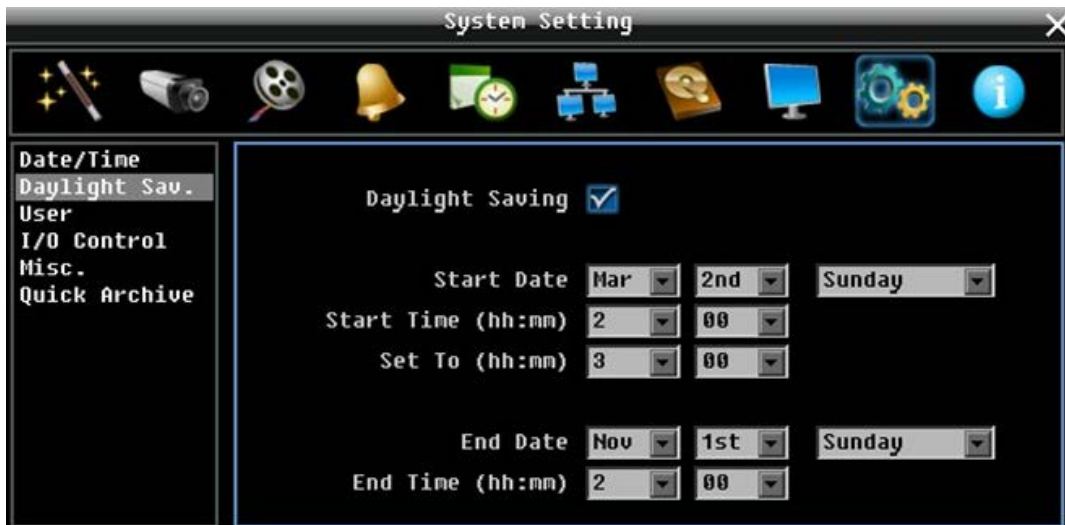 System Setting
Date/Time
Daylight Sav.
User
I/O Control
Misc.
Quick Archive
Daylight Saving
Start Date Mar 2nd Sunday
Start Time (hh:mm) 2 00
Set To (hh:mm) 3 00
End Date Nov 1st Sunday
End Time (hh:mm) 2 00